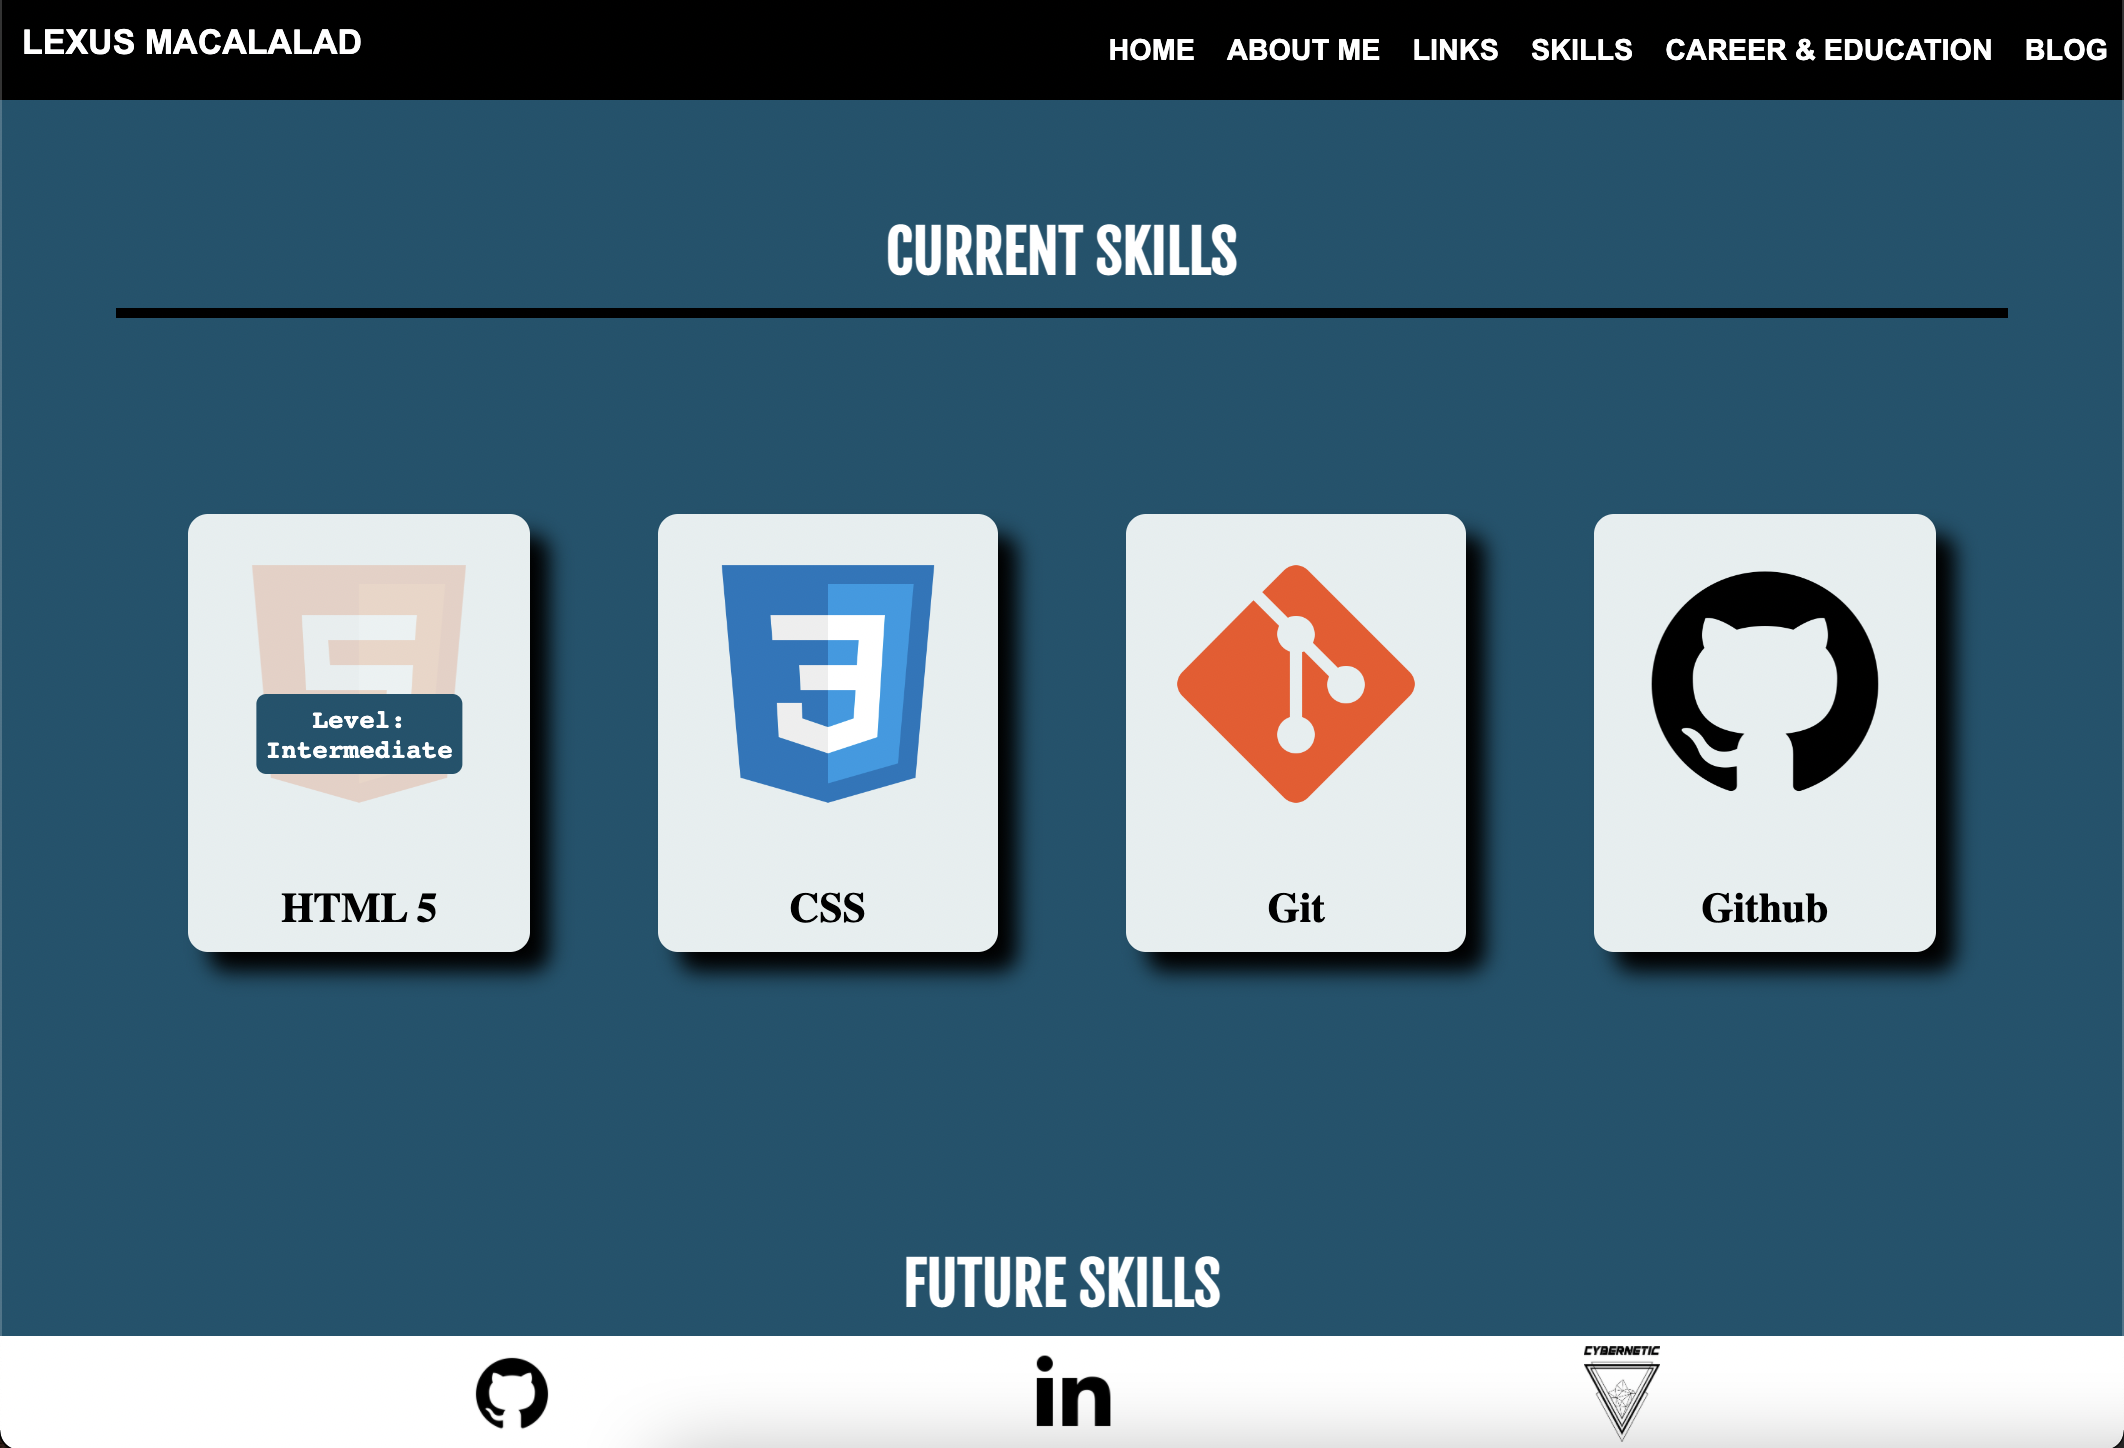 LEXUS MACALALAD
HOME ABOUT ME LINKS SKILLS CAREER & EDUCATION BLOG
CURRENT SKILLS
Level:
Intermediate
HTML 5
CSS
Git
Github
FUTURE SKILLS
in
CYBERNETIC